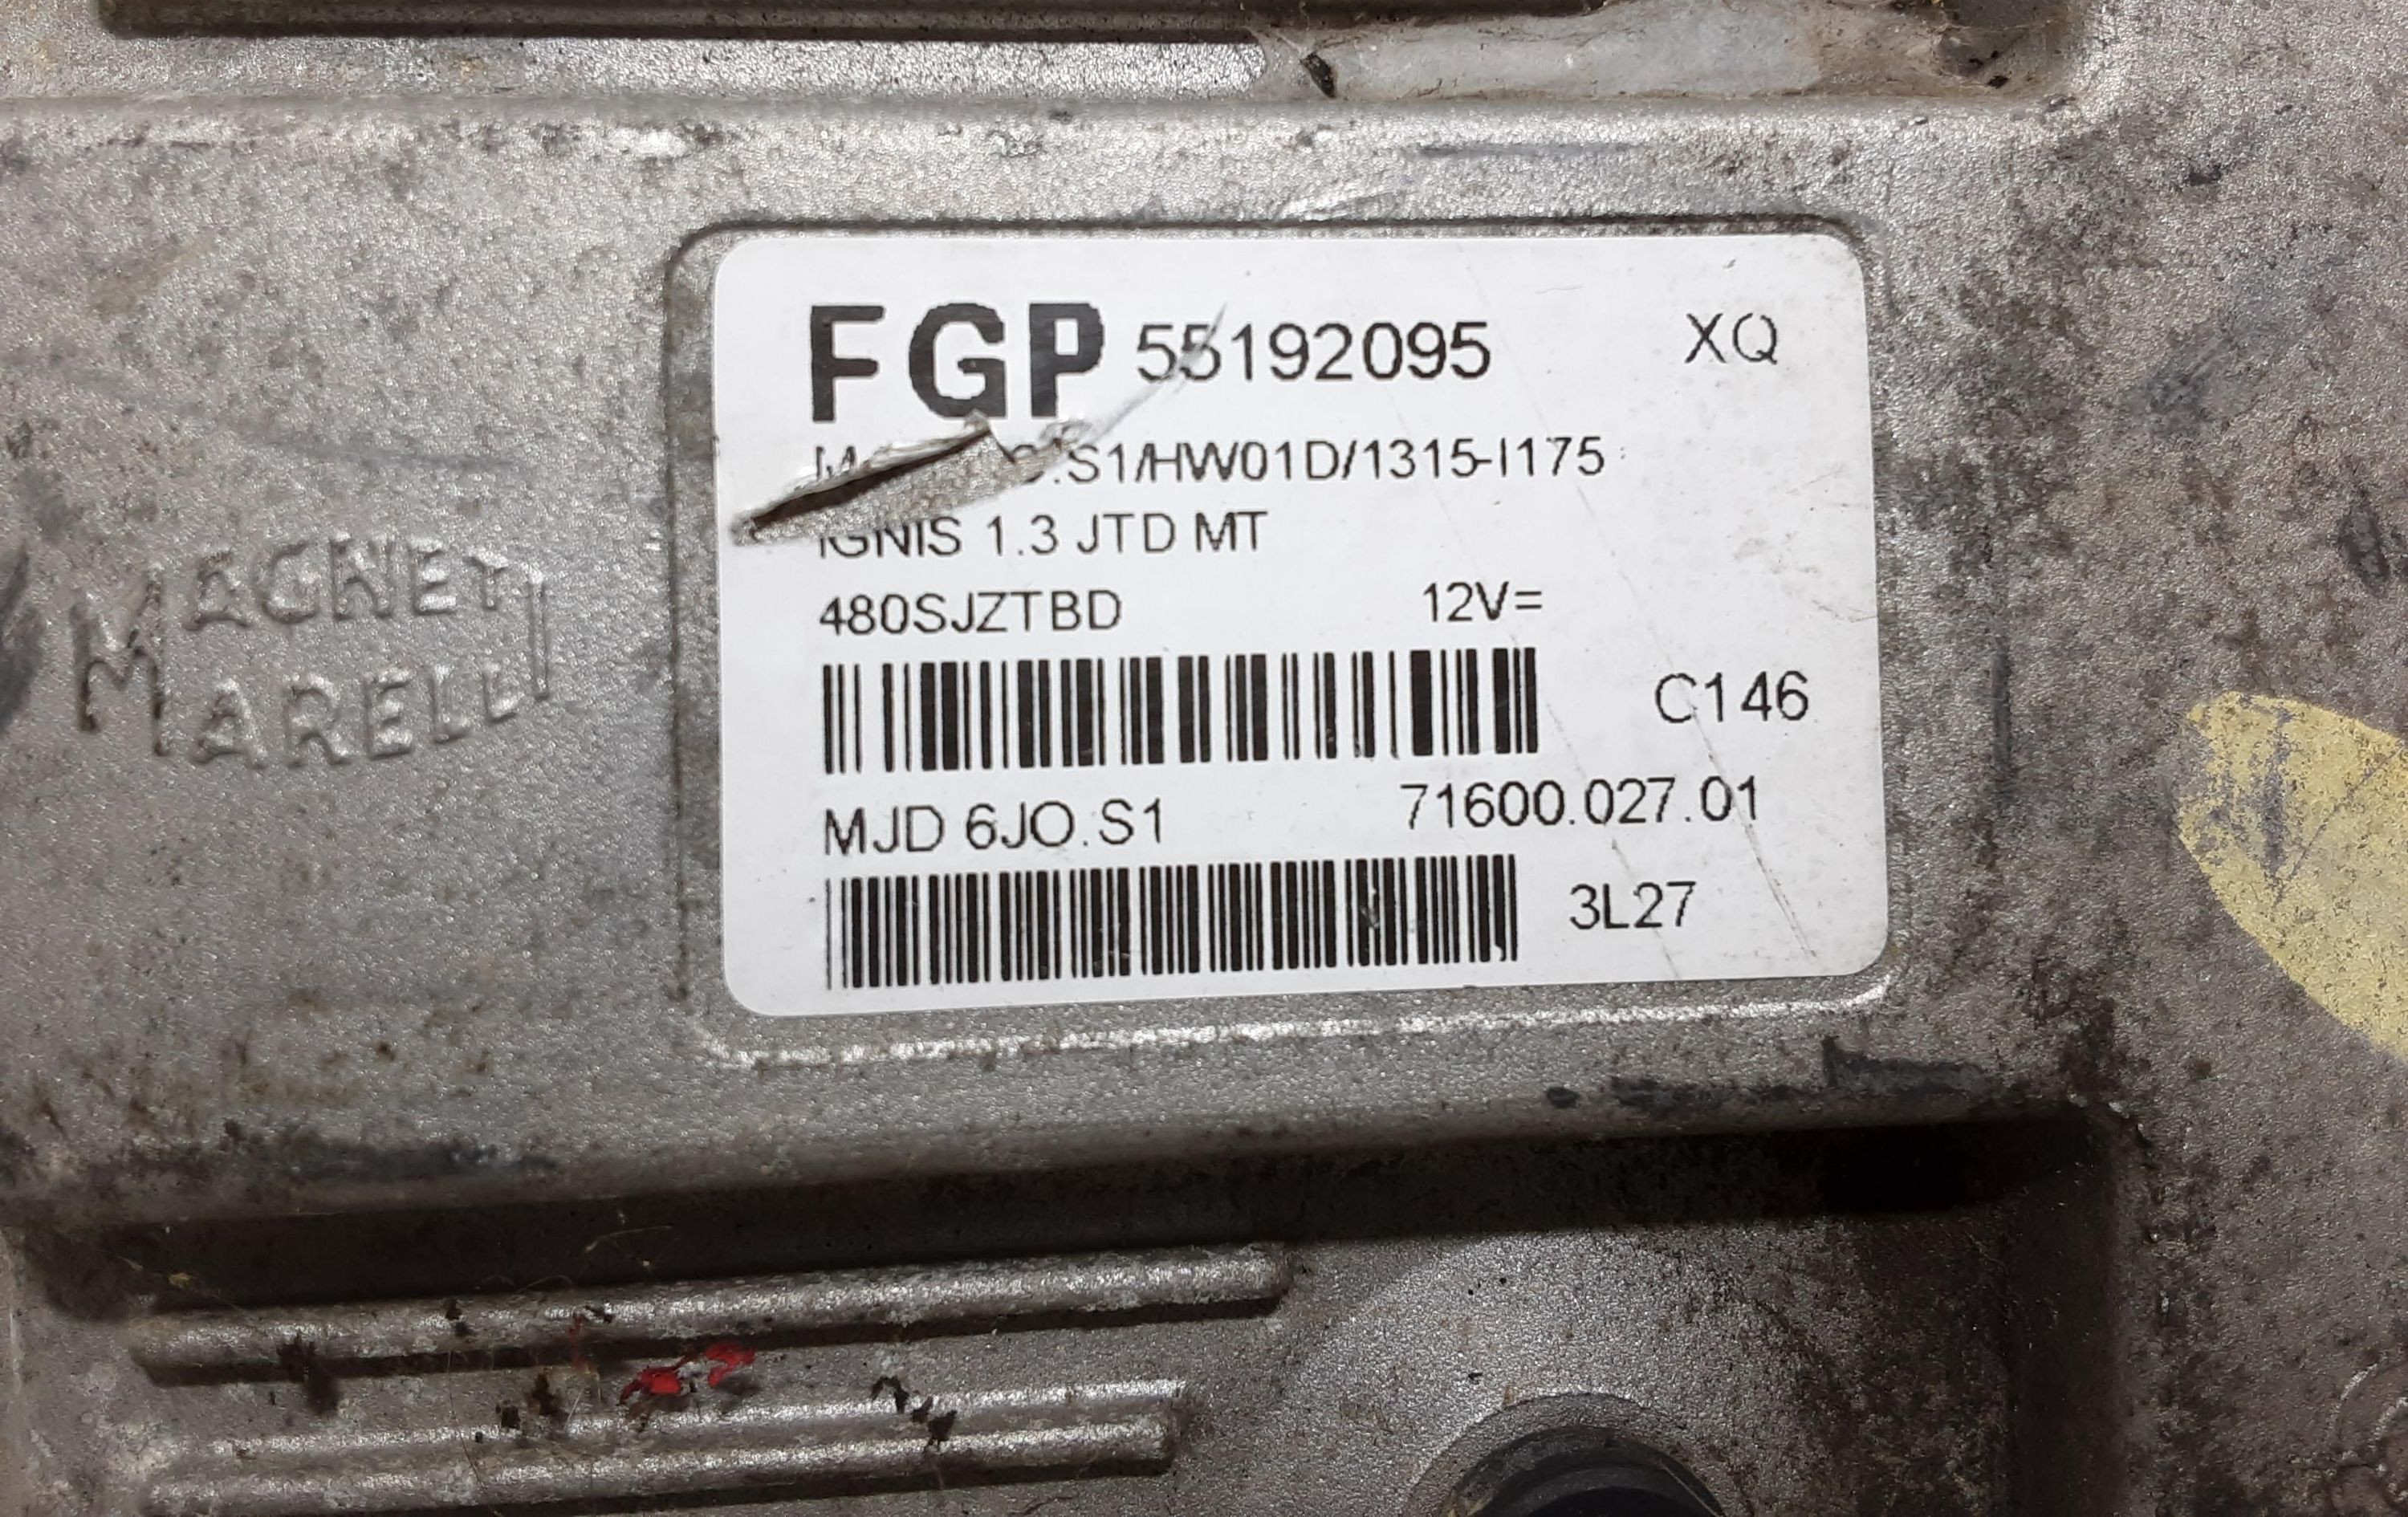 MAGNETI
MARELLI
FGP 55192095 XQ
S1/HW01D/1315-I175
IGNIS 1.3 JTD MT
480SJZTBD 12V=
C146
MJD 6JO.S1 71600.027.01
3L27